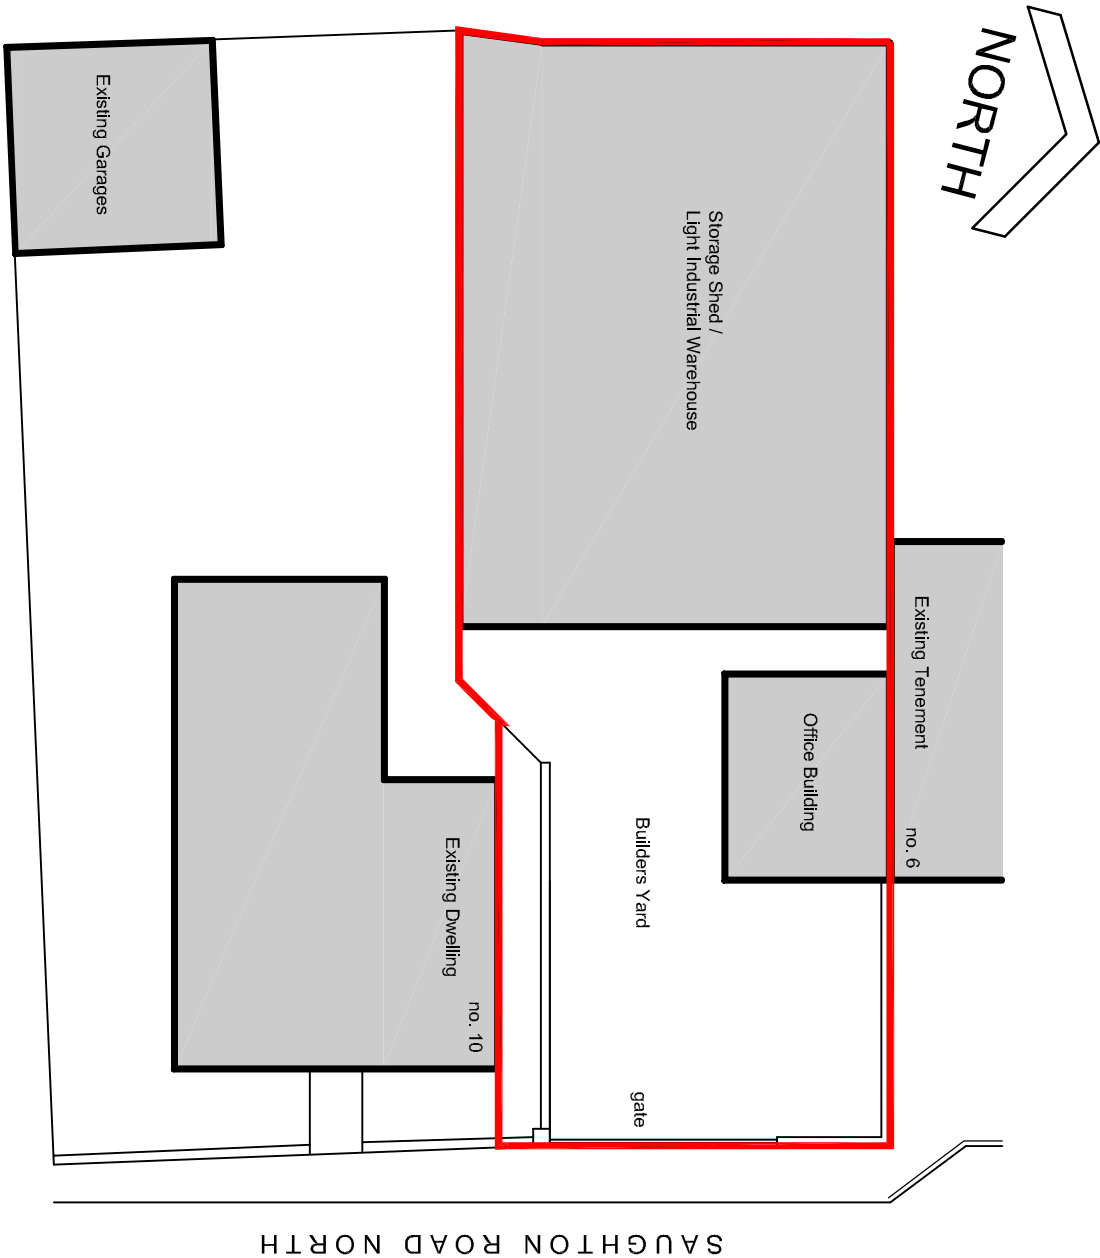 NORTH
Existing Garages
Storage Shed /
Light Industrial Warehouse
Existing Tenement
no. 6
Office Building
Builders Yard
Existing Dwelling
no. 10
gate
SAUGHTON ROAD NORTH